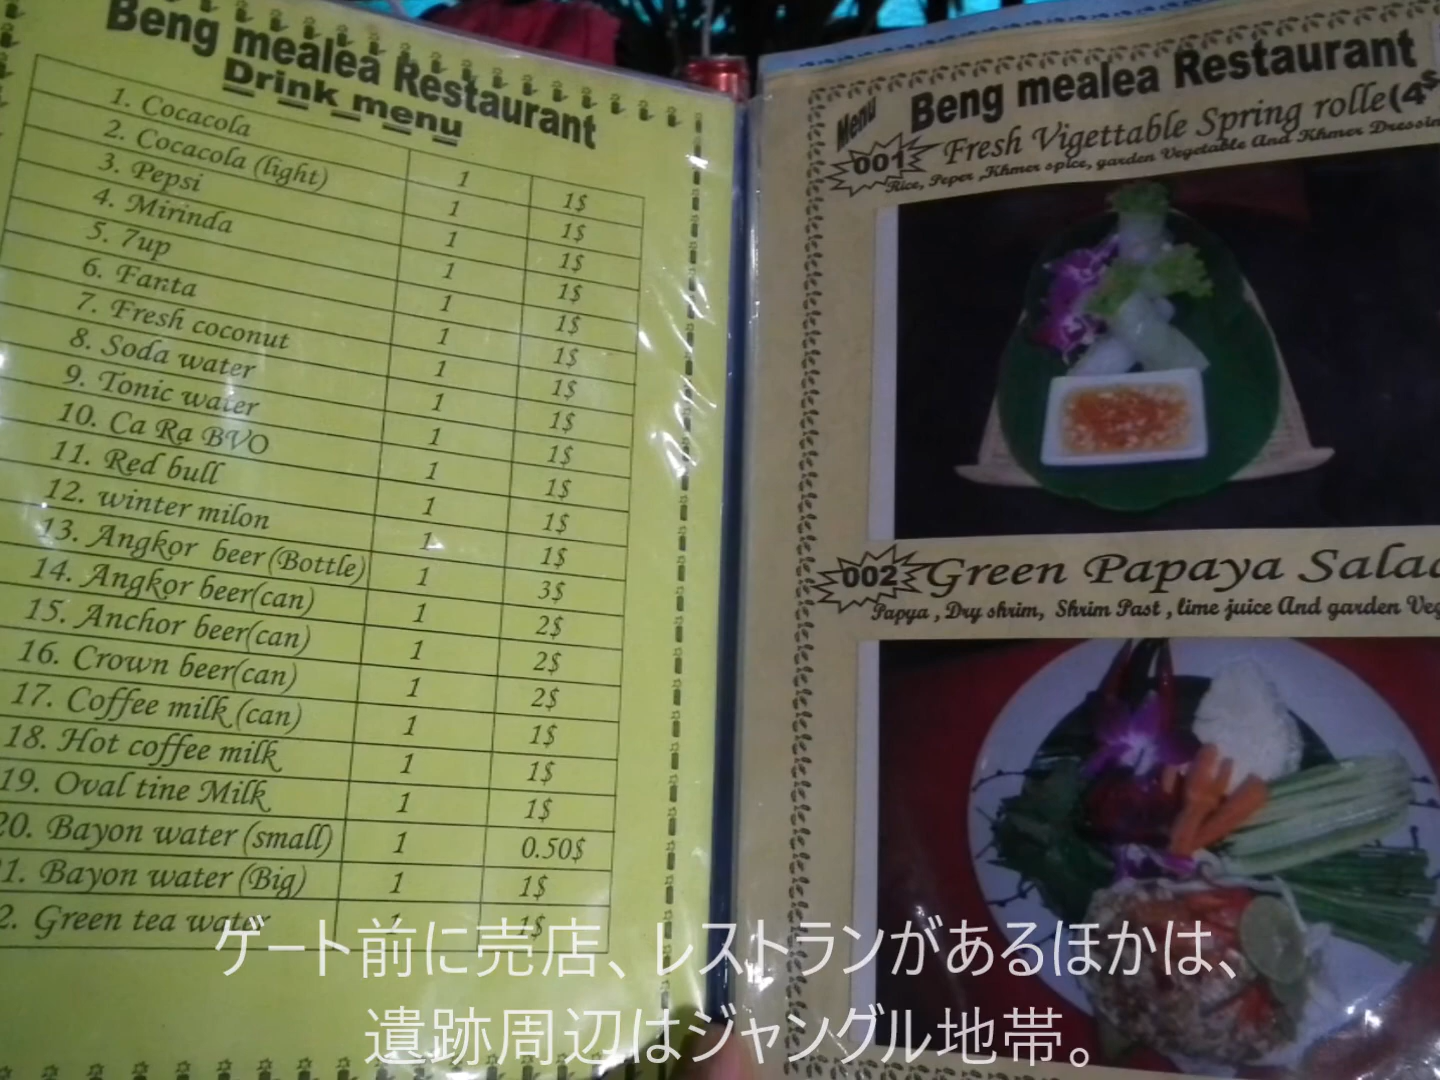 Beng mealea Restaurant
Drink menu
1. Cocacola 1 1$
2. Cocacola (light) 1 1$
3. Pepsi 1 1$
4. Mirinda 1 1$
5. 7up 1 1$
6. Fanta 1 1$
7. Fresh coconut 1 1$
8. Soda water 1 1$
9. Tonic water 1 1$
10. Ca Ra BVO 1 1$
11. Red bull 1 1$
12. winter milon 1 1$
13. Angkor beer (Bottle) 1 3$
14. Angkor beer(can) 1 2$
15. Anchor beer(can) 1 2$
16. Crown beer(can) 1 2$
17. Coffee milk (can) 1 1$
18. Hot coffee milk 1 1$
19. Oval tine Milk 1 1$
20. Bayon water (small) 1 0.50$
1. Bayon water (Big) 1 1$
2. Green tea water 1 1$
Menu
Beng mealea Restaurant
001 Fresh Vigettable Spring rolle(4$
Rice, Peper ,Khmer spice, garden Vegetable And Khmer Dressin
002 Green Papaya Salad
Papya , Dry shrim, Shrim Past , lime juice And garden Veg
ゲート前に売店、レストランがあるほかは、
遺跡周辺はジャングル地帯。